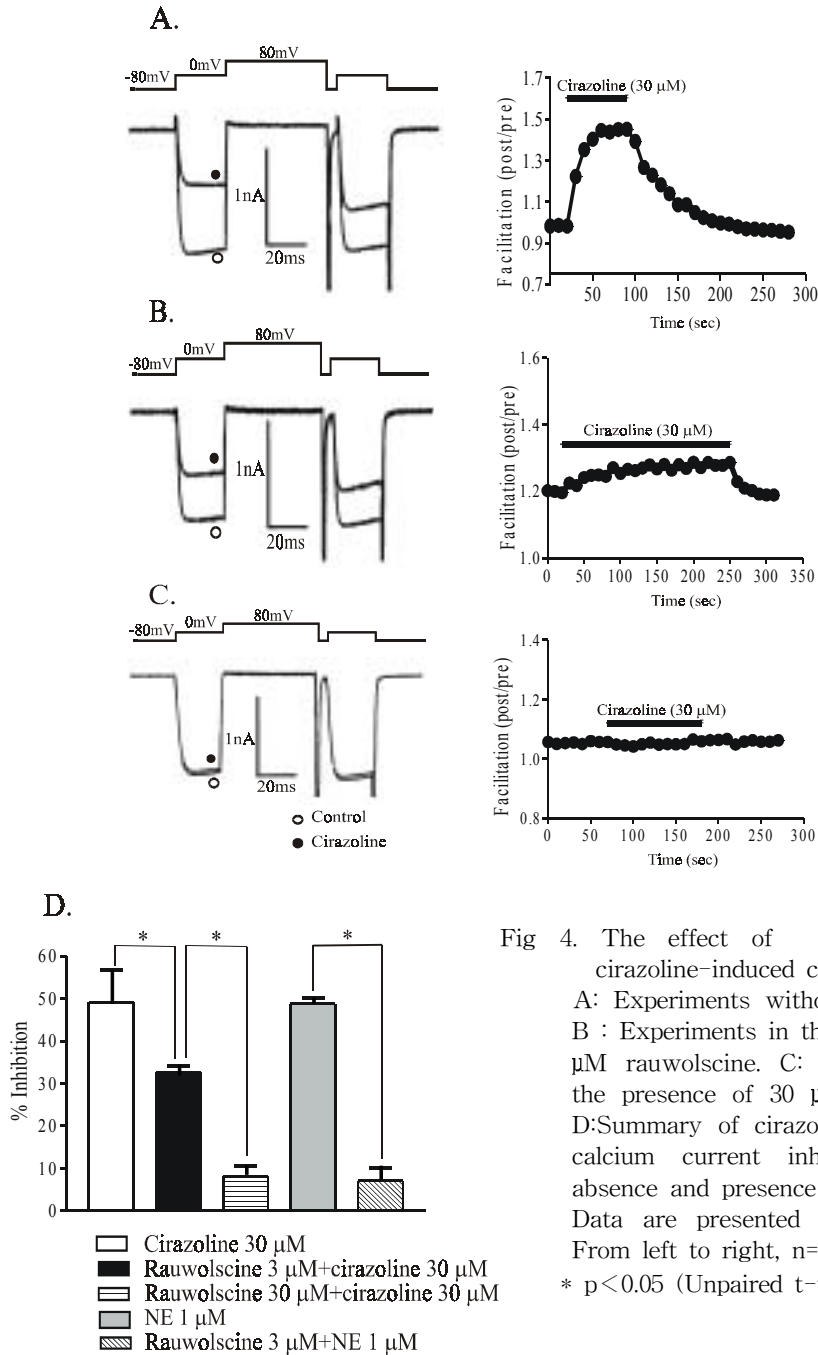 A.
-80mV 0mV 80mV
1nA
20ms
1.7
1.5
1.3
1.1
0.9
0.7
Facilitation (post/pre)
Cirazoline (30 µM)
50 100 150 200 250 300
Time (sec)
B.
-80mV 0mV 80mV
1nA
20ms
1.6
1.4
1.2
1.0
Facilitation (post/pre)
Cirazoline (30 µM)
0 50 100 150 200 250 300 350
Time (sec)
C.
-80mV 0mV 80mV
1nA
20ms
Control
Cirazoline
1.4
1.2
1.0
0.8
Facilitation (post/pre)
Cirazoline (30 µM)
0 50 100 150 200 250 300
Time (sec)
D.
* * *
60
50
40
30
20
10
0
% Inhibition
Cirazoline 30 µM
Rauwolscine 3 µM+cirazoline 30 µM
Rauwolscine 30 µM+cirazoline 30 µM
NE 1 µM
Rauwolscine 3 µM+NE 1 µM
Fig 4. The effect of
cirazoline-induced c
A: Experiments witho
B : Experiments in th
µM rauwolscine. C:
the presence of 30 µ
D:Summary of cirazo
calcium current inh
absence and presence
Data are presented
From left to right, n=
* p<0.05 (Unpaired t-